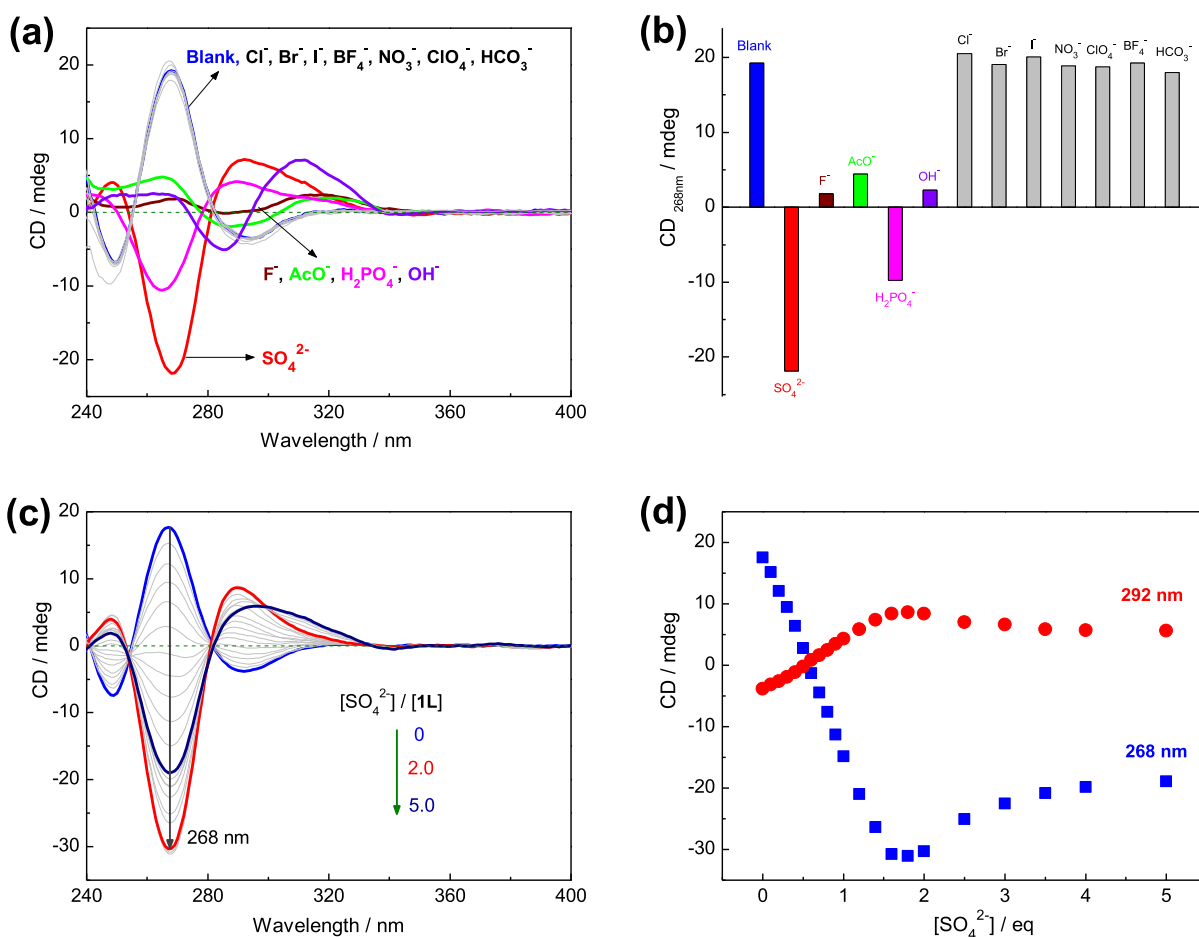 (a)
Blank, Cl⁻, Br⁻, I⁻, BF₄⁻, NO₃⁻, ClO₄⁻, HCO₃⁻
F⁻, AcO⁻, H₂PO₄⁻, OH⁻
SO₄²⁻
CD / mdeg
20
10
0
-10
-20
240 280 320 360 400
Wavelength / nm
(b)
CD₂₆₈ₙₘ / mdeg
20
10
0
-10
-20
Blank
SO₄²⁻
F⁻
AcO⁻
H₂PO₄⁻
OH⁻
Cl⁻
Br⁻
I⁻
NO₃⁻
ClO₄⁻
BF₄⁻
HCO₃⁻
(c)
CD / mdeg
20
10
0
-10
-20
-30
[SO₄²⁻] / [1L]
0
2.0
5.0
268 nm
240 280 320 360 400
Wavelength / nm
(d)
CD / mdeg
20
10
0
-10
-20
-30
292 nm
268 nm
0 1 2 3 4 5
[SO₄²⁻] / eq